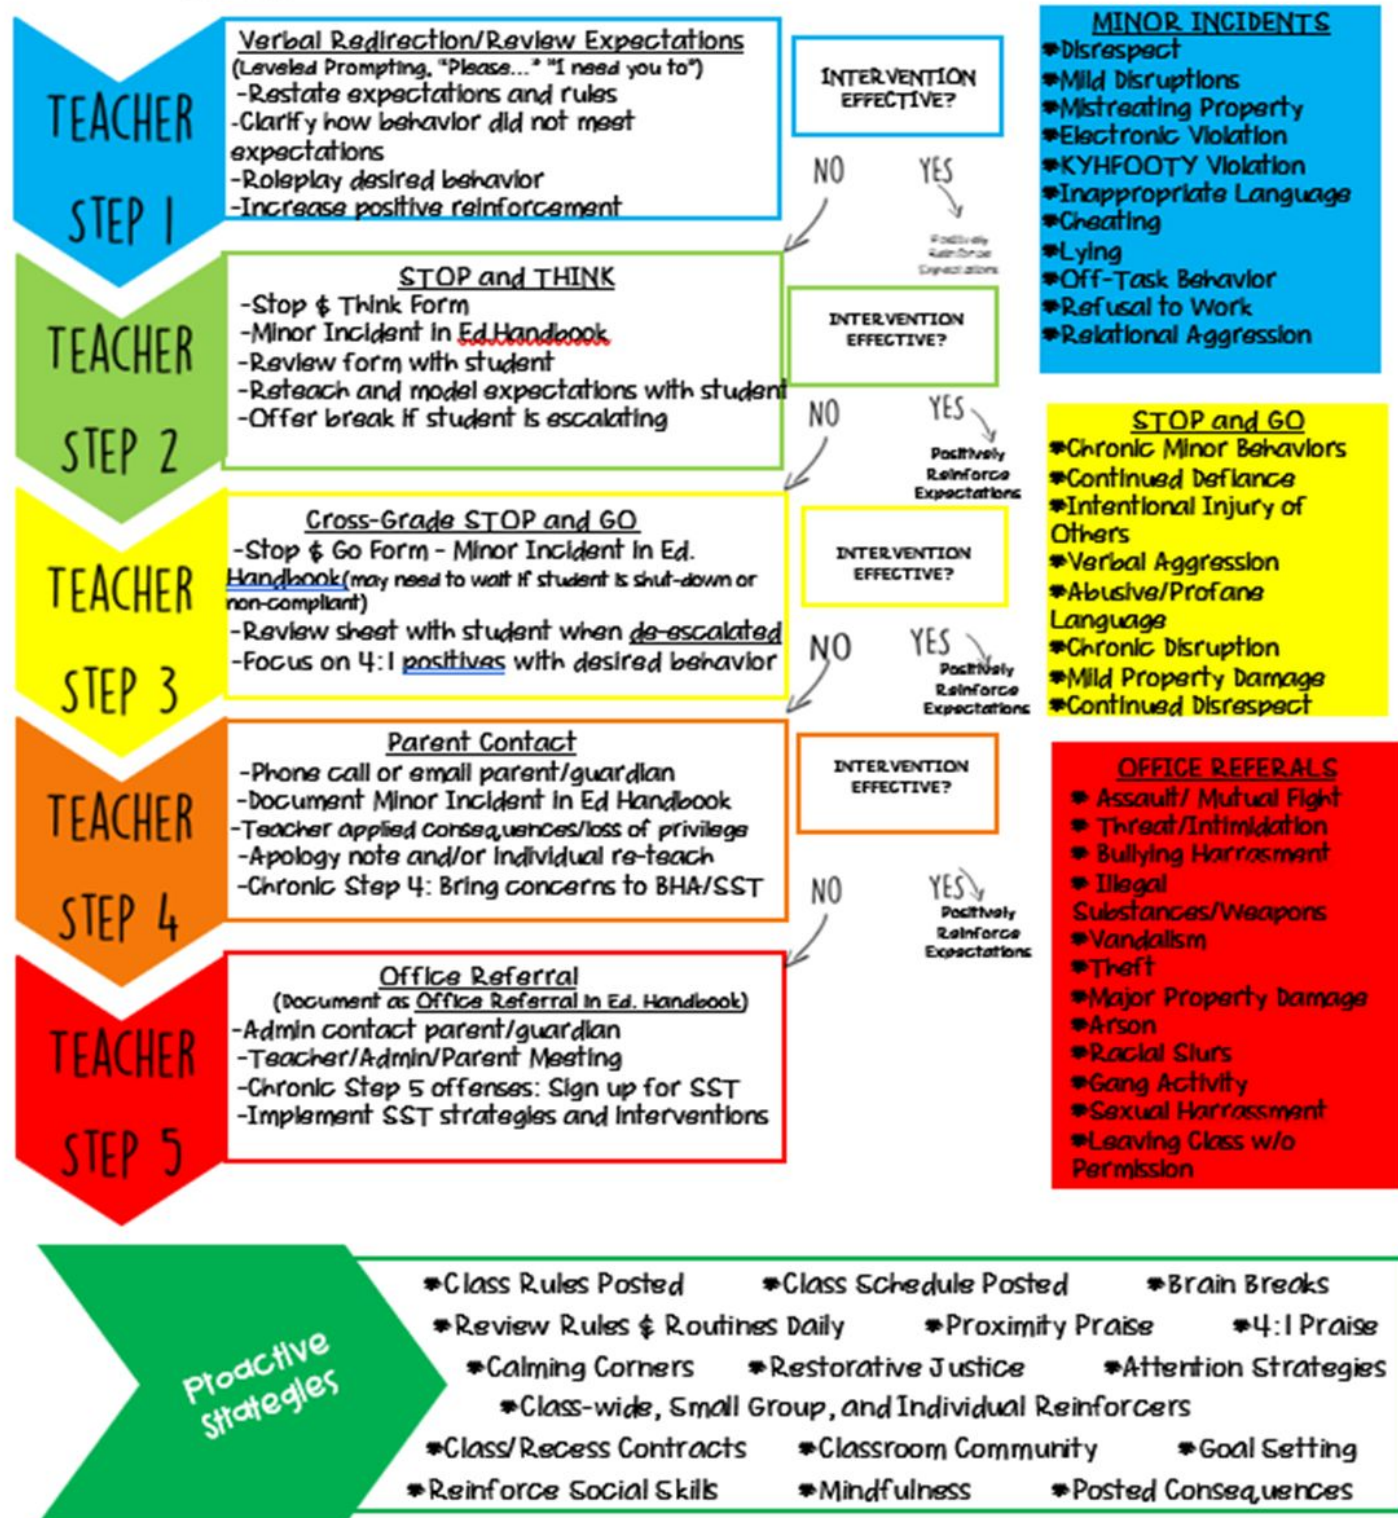 TEACHER
STEP 1
Verbal Redirection/Review Expectations
(Leveled Prompting, "Please..." "I need you to")
-Restate expectations and rules
-Clarify how behavior did not meet
expectations
-Roleplay desired behavior
-Increase positive reinforcement
INTERVENTION
EFFECTIVE?
NO
YES
Positively
Reinforce
Expectations
TEACHER
STEP 2
STOP and THINK
-Stop & Think Form
-Minor Incident in Ed.Handbook
-Review form with student
-Reteach and model expectations with student
-Offer break if student is escalating
INTERVENTION
EFFECTIVE?
NO
YES
Positively
Reinforce
Expectations
TEACHER
STEP 3
Cross-Grade STOP and GO
-Stop & Go Form - Minor Incident in Ed.
Handbook(may need to wait if student is shut-down or
non-compliant)
-Review sheet with student when de-escalated
-Focus on 4:1 positives with desired behavior
INTERVENTION
EFFECTIVE?
NO
YES
Positively
Reinforce
Expectations
TEACHER
STEP 4
Parent Contact
-Phone call or email parent/guardian
-Document Minor Incident in Ed Handbook
-Teacher applied consequences/loss of privilege
-Apology note and/or individual re-teach
-Chronic Step 4: Bring concerns to BHA/SST
INTERVENTION
EFFECTIVE?
NO
YES
Positively
Reinforce
Expectations
TEACHER
STEP 5
Office Referral
(Document as Office Referral in Ed. Handbook)
-Admin contact parent/guardian
-Teacher/Admin/Parent Meeting
-Chronic Step 5 offenses: Sign up for SST
-Implement SST strategies and interventions
MINOR INCIDENTS
Disrespect
Mild Disruptions
Mistreating Property
Electronic Violation
KYHFOOTY Violation
Inappropriate Language
Cheating
Lying
Off-Task Behavior
Refusal to Work
Relational Aggression
STOP and GO
Chronic Minor Behaviors
Continued Defiance
Intentional Injury of
Others
Verbal Aggression
Abusive/Profane
Language
Chronic Disruption
Mild Property Damage
Continued Disrespect
OFFICE REFERALS
Assault/ Mutual Fight
Threat/Intimidation
Bullying Harrasment
Illegal
Substances/Weapons
Vandalism
Theft
Major Property Damage
Arson
Racial Slurs
Gang Activity
Sexual Harrassment
Leaving Class w/o
Permission
Proactive
Strategies
Class Rules Posted Class Schedule Posted Brain Breaks
Review Rules & Routines Daily Proximity Praise 4:1 Praise
Calming Corners Restorative Justice Attention Strategies
Class-wide, Small Group, and Individual Reinforcers
Class/Recess Contracts Classroom Community Goal Setting
Reinforce Social Skills Mindfulness Posted Consequences